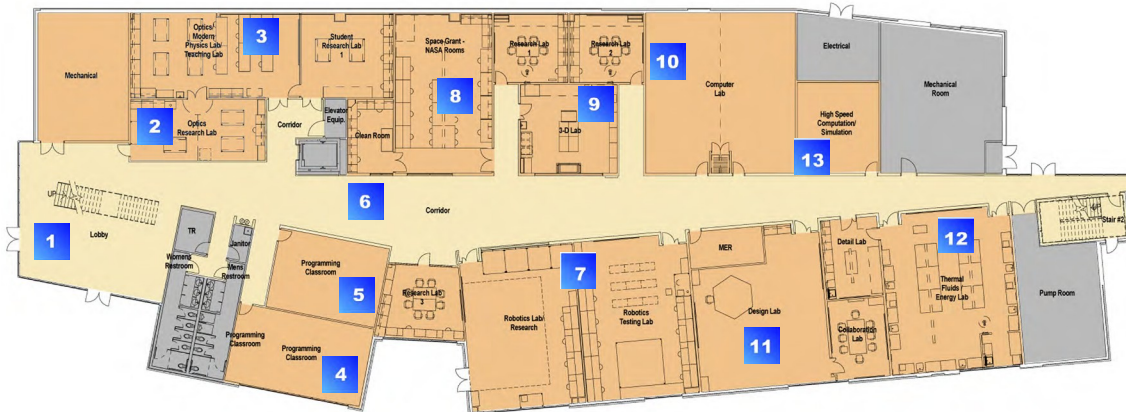 Mechanical
Optics/
Modern
Physics Lab/
Teaching Lab
3
Student
Research Lab
1
Space-Grant -
NASA Rooms
8
Research Lab
1
Research Lab
2
10
Computer
Lab
Electrical
Mechanical
Room
High Speed
Computation/
Simulation
13
2
Optics
Research Lab
Corridor
Elevator
Equip.
Clean Room
9
3-D Lab
6
Corridor
UP
1
Lobby
TR
Janitor
Womens
Restroom
Mens
Restroom
Programming
Classroom
5
Programming
Classroom
Programming
Classroom
4
Research Lab
3
7
Robotics Lab/
Research
Robotics
Testing Lab
MER
Design Lab
11
Detail Lab
Collaboration
Lab
12
Thermal
Fluids/
Energy Lab
Pump Room
UP
Stair #2